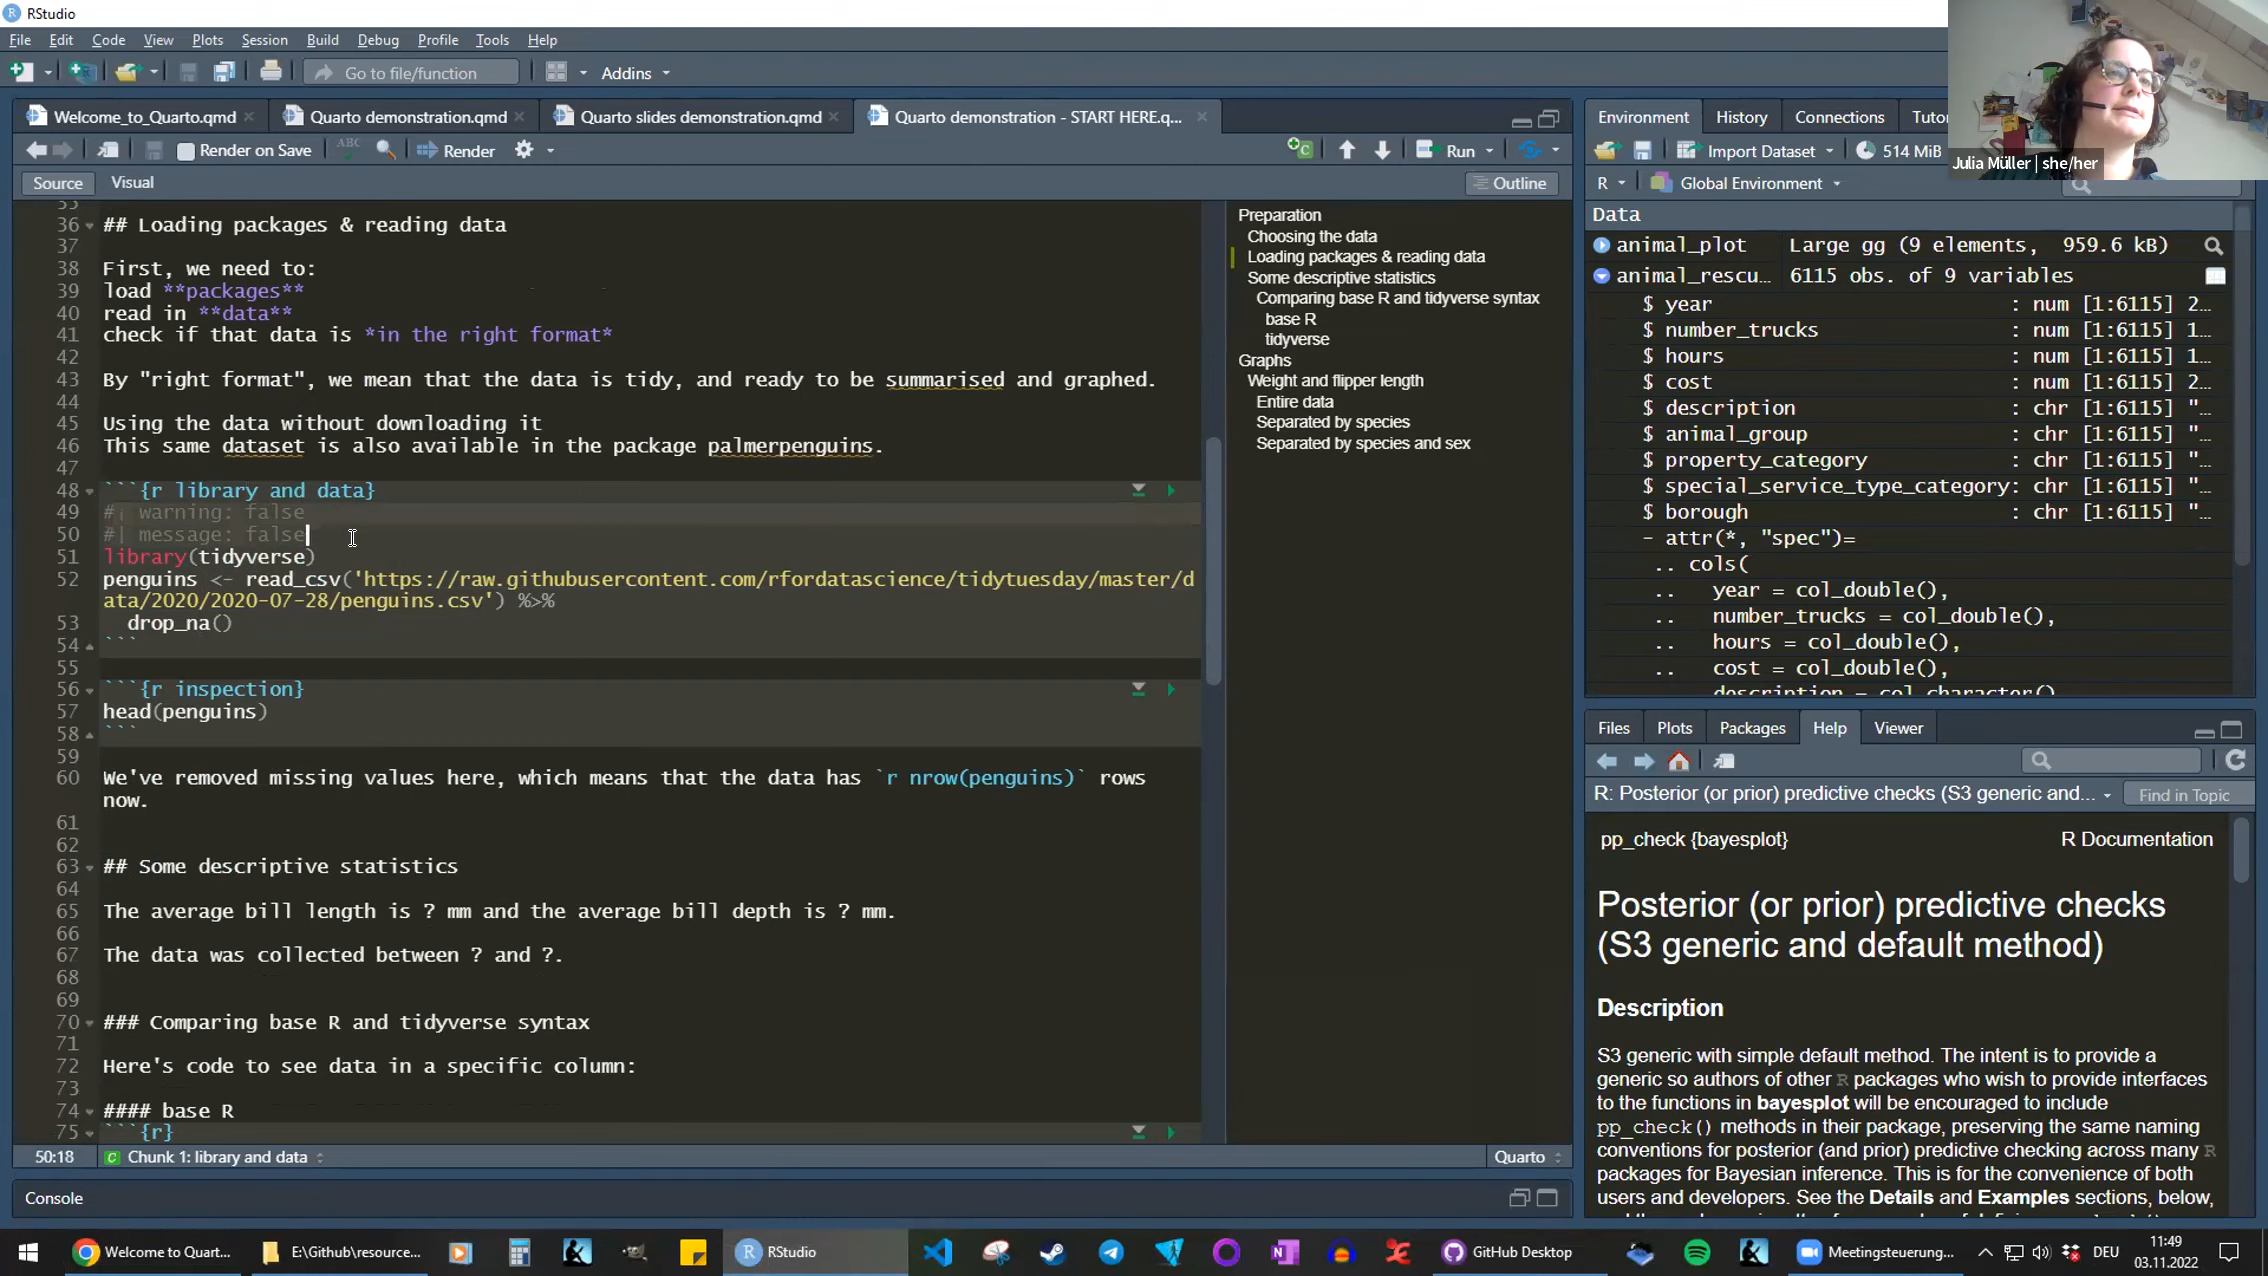 RStudio
File Edit Code View Plots Session Build Debug Profile Tools Help
Go to file/function Addins
Welcome_to_Quarto.qmd Quarto demonstration.qmd Quarto slides demonstration.qmd Quarto demonstration - START HERE.q...
Render on Save ABC Render Run
Source Visual Outline
35
36 ## Loading packages & reading data
37
38 First, we need to:
39 load **packages**
40 read in **data**
41 check if that data is *in the right format*
42
43 By "right format", we mean that the data is tidy, and ready to be summarised and graphed.
44
45 Using the data without downloading it
46 This same dataset is also available in the package palmerpenguins.
47
48 ```{r library and data}
49 #| warning: false
50 #| message: false
51 library(tidyverse)
52 penguins <- read_csv('https://raw.githubusercontent.com/rfordatascience/tidytuesday/master/d
ata/2020/2020-07-28/penguins.csv') %>%
53 drop_na()
54 ```
55
56 ```{r inspection}
57 head(penguins)
58 ```
59
60 We've removed missing values here, which means that the data has `r nrow(penguins)` rows
now.
61
62
63 ## Some descriptive statistics
64
65 The average bill length is ? mm and the average bill depth is ? mm.
66
67 The data was collected between ? and ?.
68
69
70 ### Comparing base R and tidyverse syntax
71
72 Here's code to see data in a specific column:
73
74 #### base R
75 ```{r}
50:18 Chunk 1: library and data Quarto
Console
Preparation
Choosing the data
Loading packages & reading data
Some descriptive statistics
Comparing base R and tidyverse syntax
base R
tidyverse
Graphs
Weight and flipper length
Entire data
Separated by species
Separated by species and sex
Environment History Connections Tutor
Import Dataset 514 MiB
Julia Müller | she/her
R Global Environment
Data
animal_plot Large gg (9 elements, 959.6 kB)
animal_rescu... 6115 obs. of 9 variables
$ year : num [1:6115] 2...
$ number_trucks : num [1:6115] 1...
$ hours : num [1:6115] 1...
$ cost : num [1:6115] 2...
$ description : chr [1:6115] "...
$ animal_group : chr [1:6115] "...
$ property_category : chr [1:6115] "...
$ special_service_type_category: chr [1:6115] "...
$ borough : chr [1:6115] "...
- attr(*, "spec")=
.. cols(
.. year = col_double(),
.. number_trucks = col_double(),
.. hours = col_double(),
.. cost = col_double(),
.. description = col_character()
Files Plots Packages Help Viewer
R: Posterior (or prior) predictive checks (S3 generic and... Find in Topic
pp_check {bayesplot} R Documentation
Posterior (or prior) predictive checks
(S3 generic and default method)
Description
S3 generic with simple default method. The intent is to provide a
generic so authors of other R packages who wish to provide interfaces
to the functions in bayesplot will be encouraged to include
pp_check() methods in their package, preserving the same naming
conventions for posterior (and prior) predictive checking across many R
packages for Bayesian inference. This is for the convenience of both
users and developers. See the Details and Examples sections, below,
Welcome to Quart... E:\Github\resource... RStudio GitHub Desktop Meetingsteuerung... DEU 11:49
03.11.2022